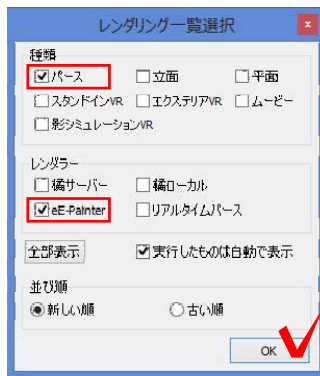 レンダリング一覧選択
種類
パース 立面 平面
スタンドインVR エクステリアVR ムービー
影シミュレーションVR
レンダラー
橘サーバー 橘ローカル
eE-Painter リアルタイムパース
全部表示 実行したものは自動で表示
並び順
新しい順 古い順
OK